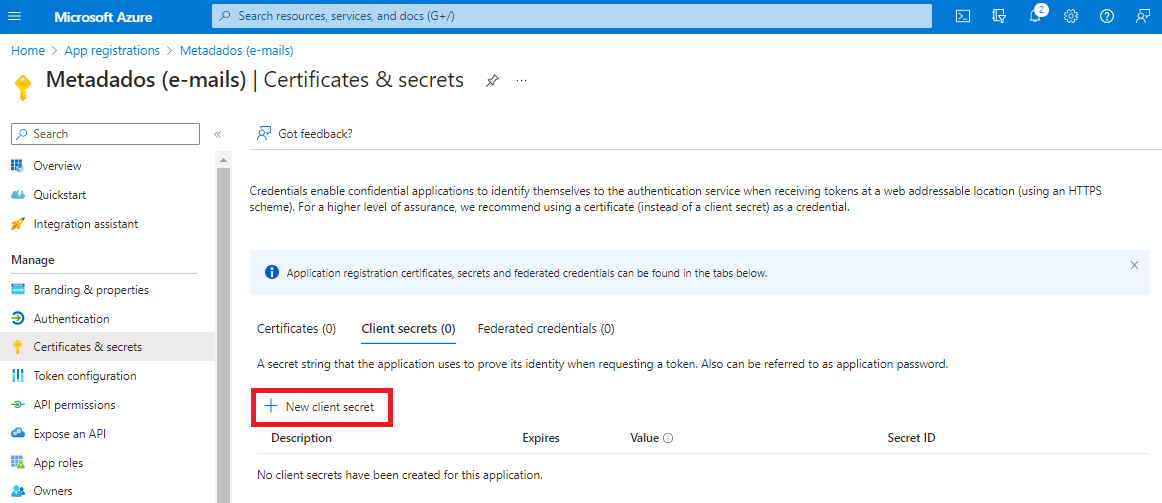 Microsoft Azure
Search resources, services, and docs (G+/)
2
Home > App registrations > Metadados (e-mails)
Metadados (e-mails) | Certificates & secrets
...
Search
«
Got feedback?
Overview
Quickstart
Integration assistant
Manage
Branding & properties
Authentication
Certificates & secrets
Token configuration
API permissions
Expose an API
App roles
Owners
Credentials enable confidential applications to identify themselves to the authentication service when receiving tokens at a web addressable location (using an HTTPS
scheme). For a higher level of assurance, we recommend using a certificate (instead of a client secret) as a credential.
Application registration certificates, secrets and federated credentials can be found in the tabs below.
Certificates (0) Client secrets (0) Federated credentials (0)
A secret string that the application uses to prove its identity when requesting a token. Also can be referred to as application password.
New client secret
Description Expires Value Secret ID
No client secrets have been created for this application.